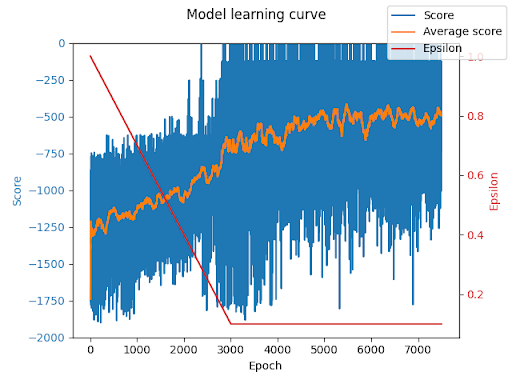 Model learning curve
Score
Average score
Epsilon
0
−250
−500
−750
−1000
−1250
−1500
−1750
−2000
Score
1.0
0.8
0.6
0.4
0.2
Epsilon
0 1000 2000 3000 4000 5000 6000 7000
Epoch